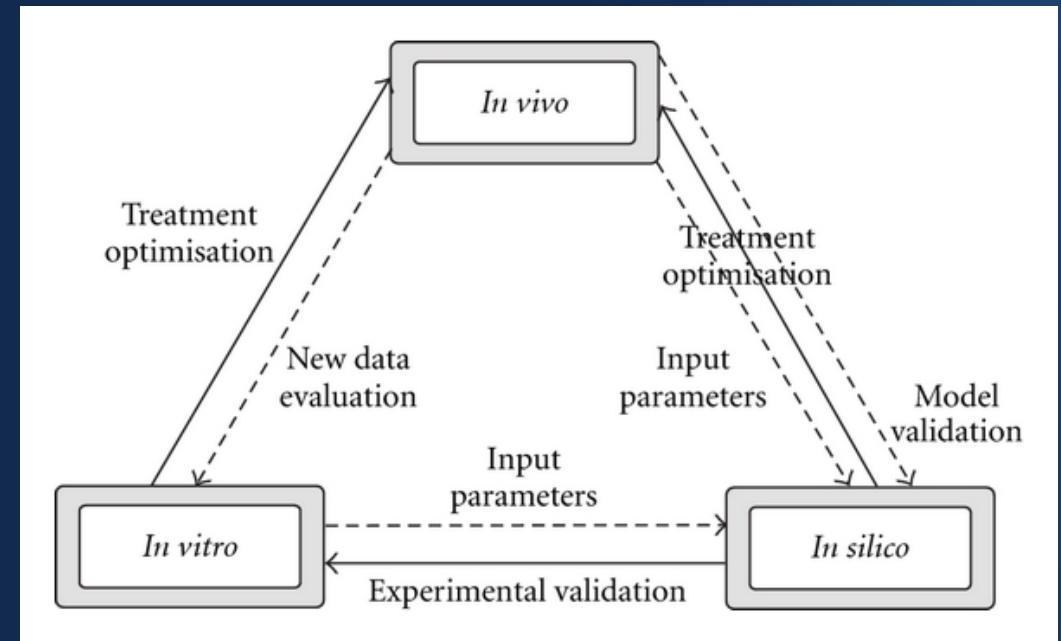 In vivo
Treatment
optimisation
Treatment
optimisation
New data
evaluation
Input
parameters
Model
validation
Input
parameters
In vitro
In silico
Experimental validation